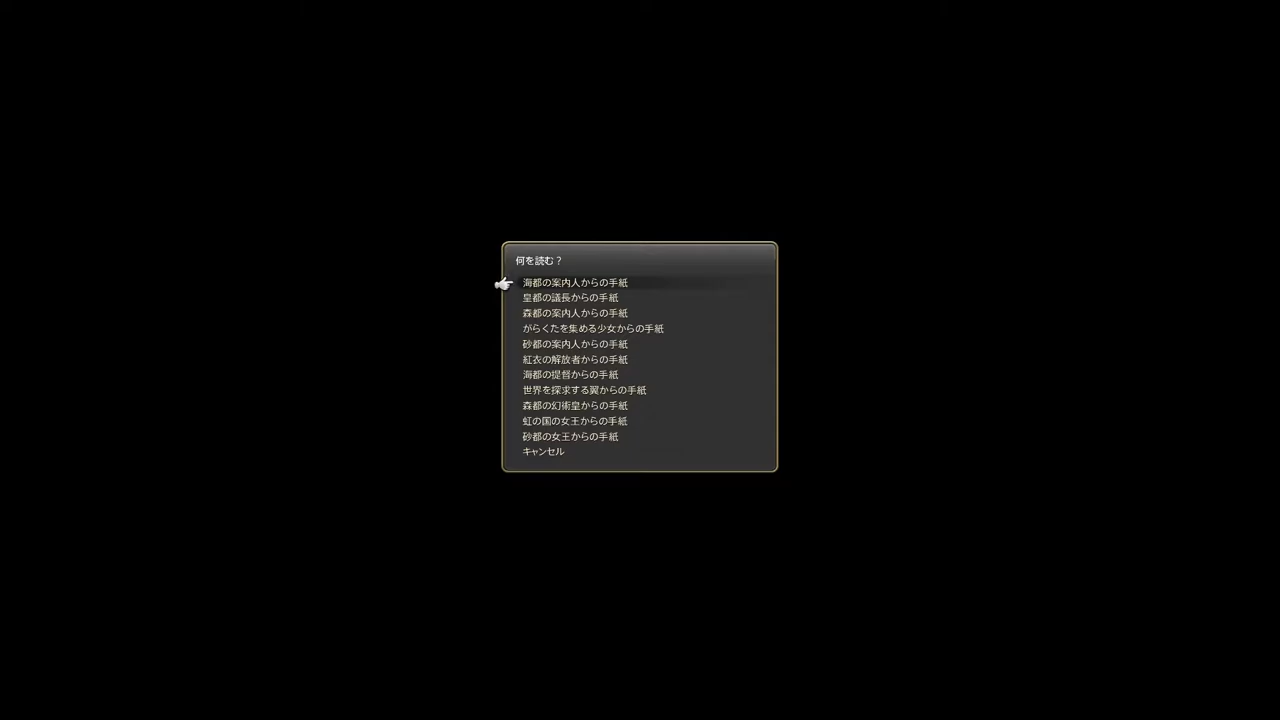 何を読む？
海都の案内人からの手紙
皇都の議長からの手紙
森都の案内人からの手紙
がらくたを集める少女からの手紙
砂都の案内人からの手紙
紅衣の解放者からの手紙
海都の提督からの手紙
世界を探求する翼からの手紙
森都の幻術皇からの手紙
虹の国の女王からの手紙
砂都の女王からの手紙
キャンセル